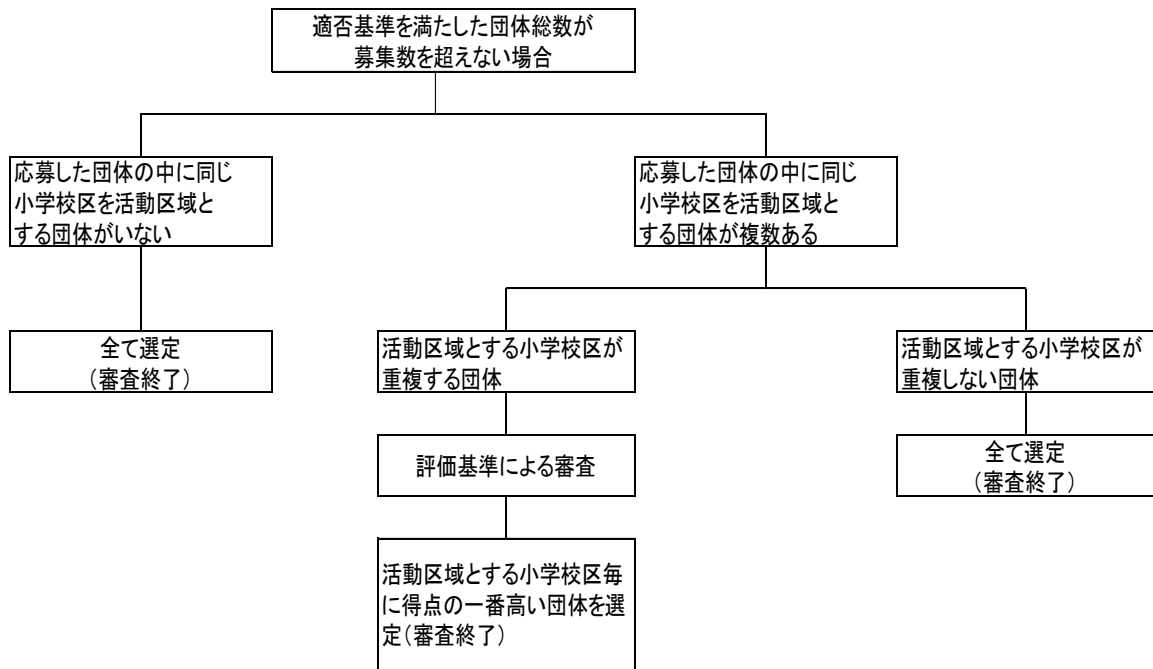 適否基準を満たした団体総数が
募集数を超えない場合
応募した団体の中に同じ
小学校区を活動区域と
する団体がいない
応募した団体の中に同じ
小学校区を活動区域と
する団体が複数ある
全て選定
(審査終了)
活動区域とする小学校区が
重複する団体
活動区域とする小学校区が
重複しない団体
評価基準による審査
全て選定
(審査終了)
活動区域とする小学校区毎
に得点の一番高い団体を選
定(審査終了)